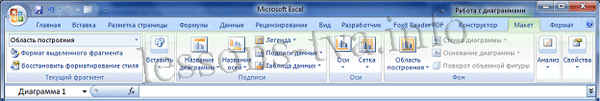 Microsoft Excel
Работа с диаграммами
Главная Вставка Разметка страницы Формулы Данные Рецензирование Вид Разработчик Foxit Reader PDF Конструктор Макет Формат
Область построения
Формат выделенного фрагмента
Восстановить форматирование стиля
Текущий фрагмент
Вставить
Название диаграммы
Названия осей
Легенда
Подписи данных
Таблица данных
Подписи
Оси
Сетка
Оси
Область построения
Стенка диаграммы
Основание диаграммы
Поворот объемной фигуры
Фон
Анализ
Свойства
Диаграмма 1
fx
lessons-tva.info